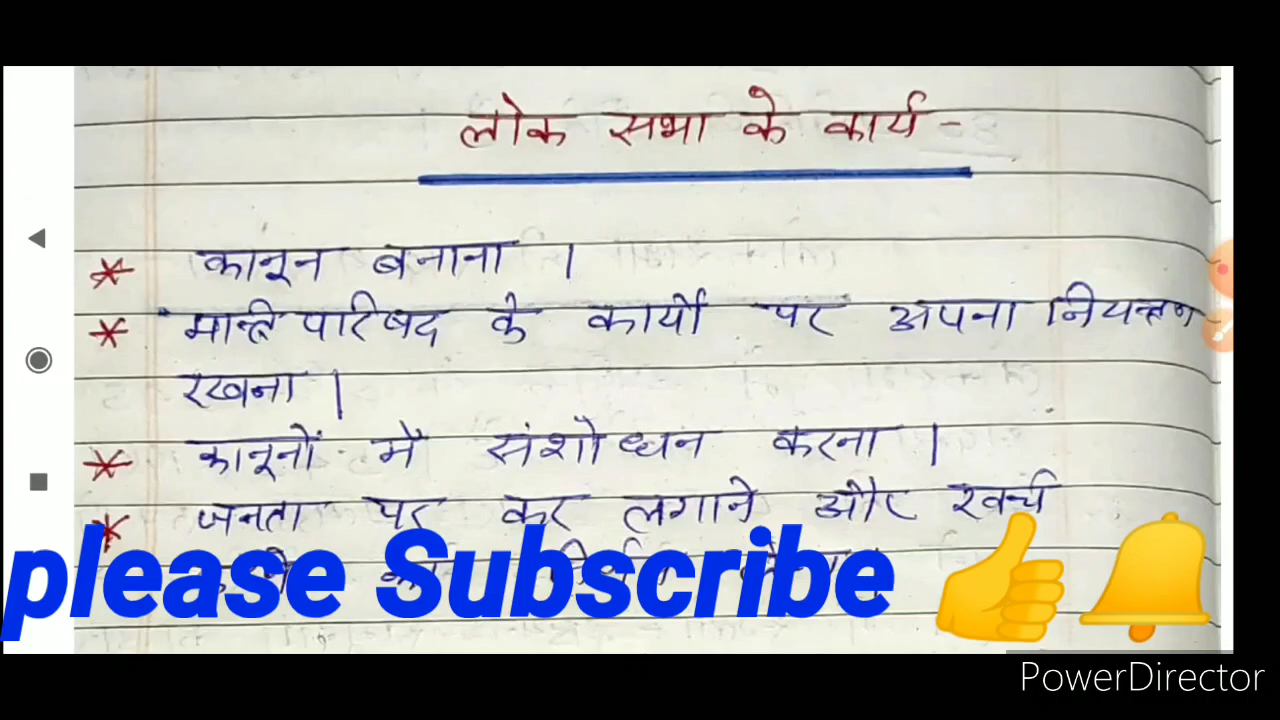 लोक सभा के कार्य -
* कानून बनाना ।
* मान्त्रि परिषद के कार्यों पर अपना नियन्त्रण
रखना ।
* कानूनों में संशोधन करना ।
* जनता पर कर लगाने और खर्च
please Subscribe
PowerDirector